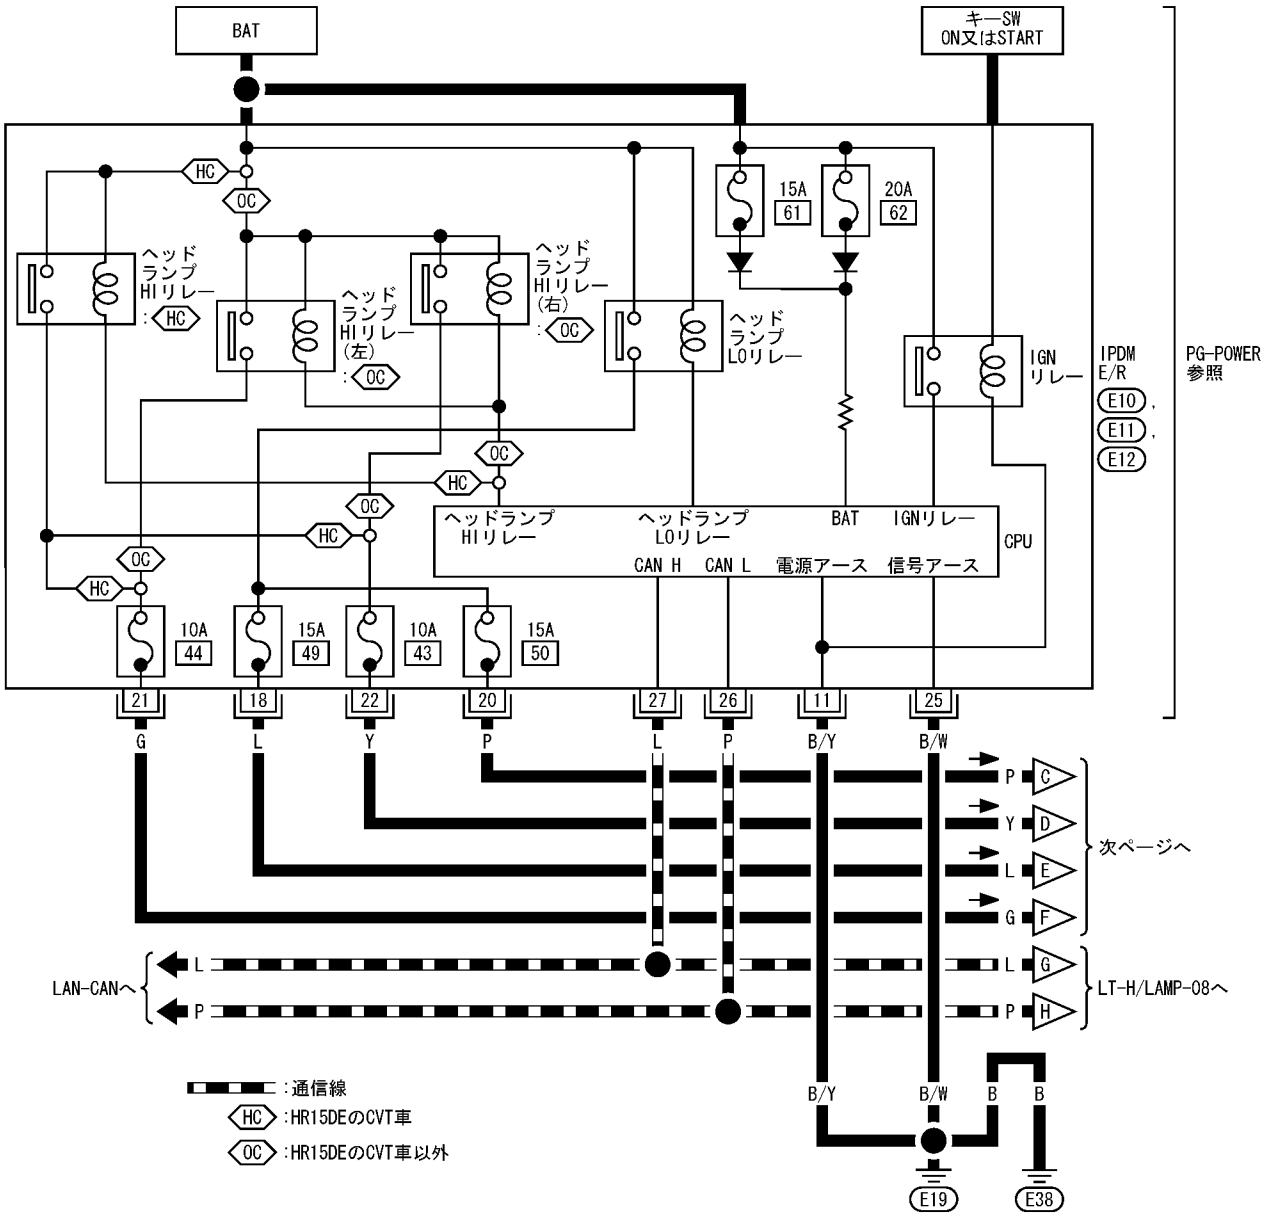 BAT
キーSW
ON又はSTART
HC
OC
15A
61
20A
62
ヘッド
ランプ
HIリレー
:HC
ヘッド
ランプ
HIリレー
(左)
:OC
ヘッド
ランプ
HIリレー
(右)
:OC
ヘッド
ランプ
LOリレー
IGN
リレー
IPDM
E/R
E10,
E11,
E12
PG-POWER
参照
OC
HC
OC
HC
OC
HC
ヘッドランプ
HIリレー
ヘッドランプ
LOリレー
BAT
IGNリレー
CAN H
CAN L
電源アース
信号アース
CPU
10A
44
15A
49
10A
43
15A
50
21
18
22
20
27
26
11
25
G
L
Y
P
L
P
B/Y
B/W
P
C
Y
D
L
E
G
F
次ページへ
LAN-CANへ
L
L
G
P
P
H
LT-H/LAMP-08へ
:通信線
HC:HR15DEのCVT車
OC:HR15DEのCVT車以外
B/Y
B/W
B
B
E19
E38